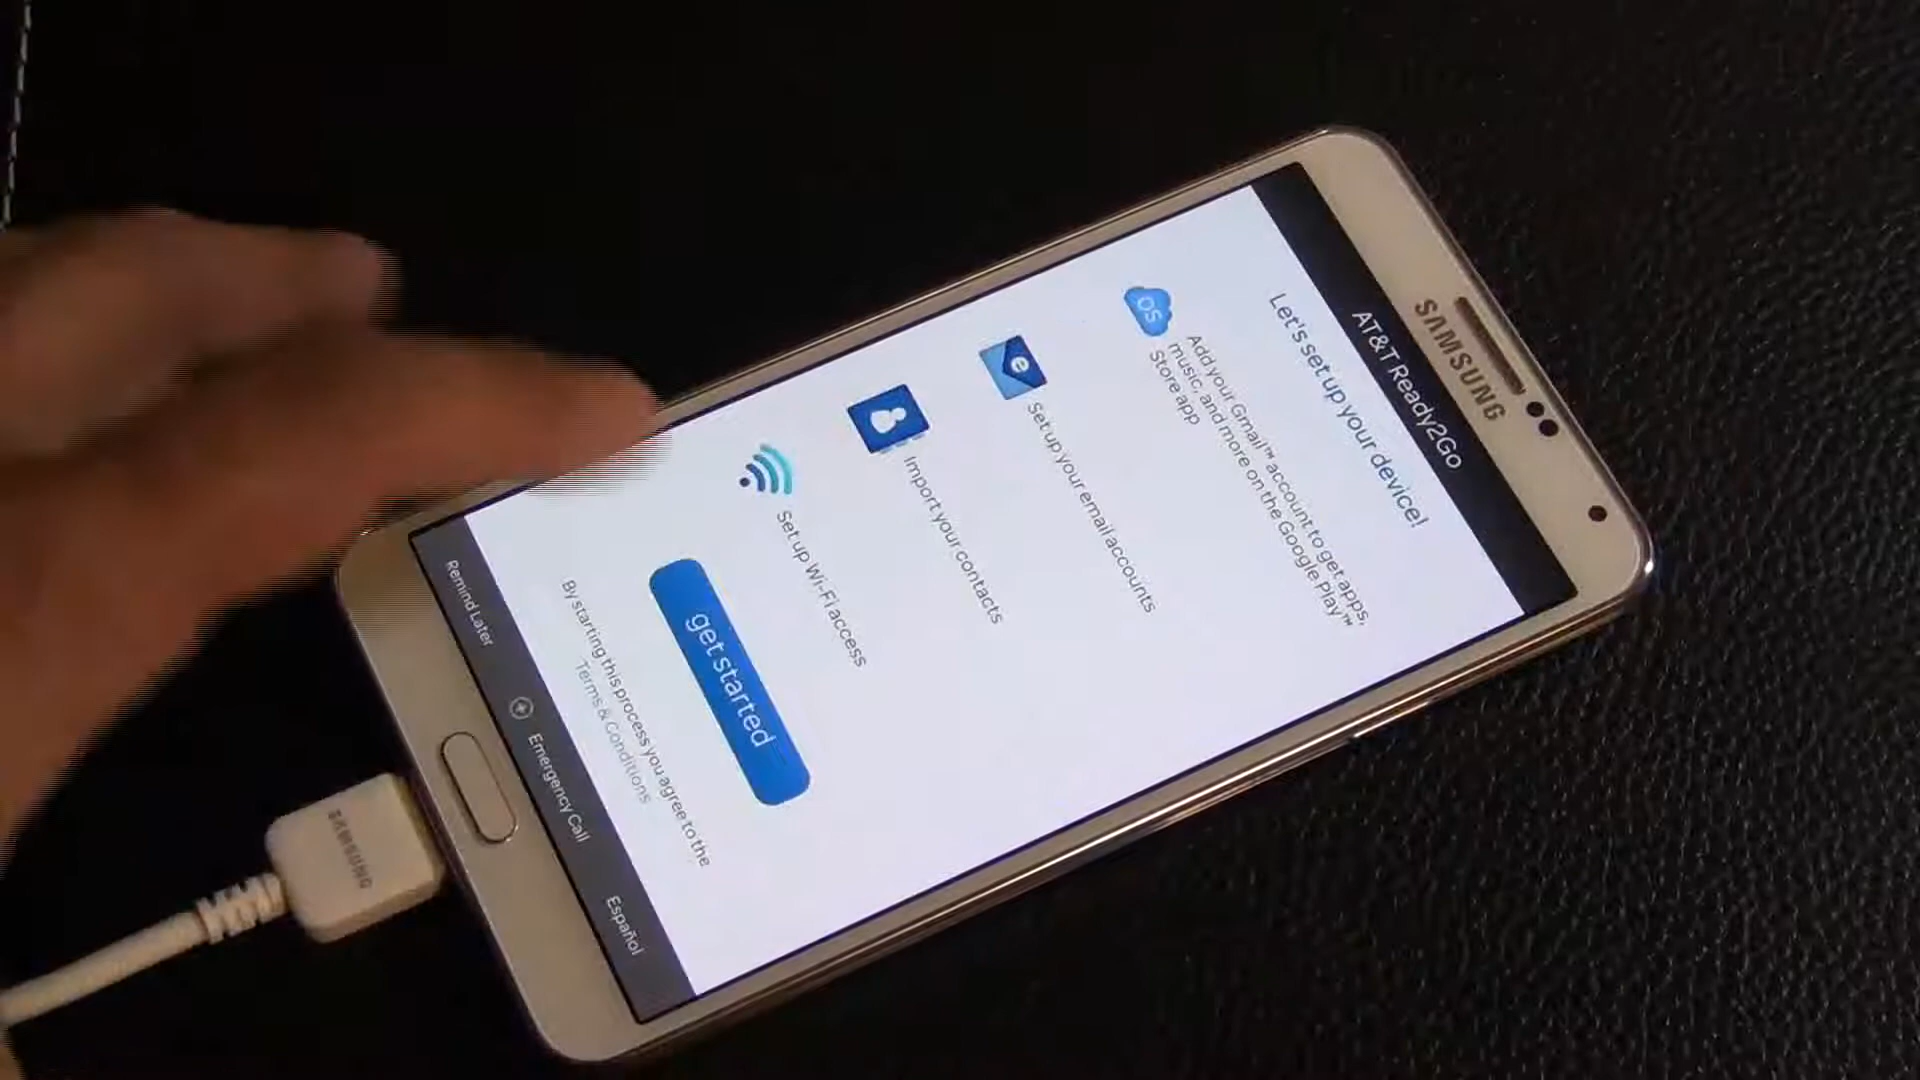 SAMSUNG
AT&T Ready2Go
Let's set up your device!
OS
Add your Gmail™ account to get apps,
music, and more on the Google Play™
Store app
e
Set up your email accounts
Import your contacts
Set up Wi-Fi access
get started
By starting this process you agree to the
Terms & Conditions
Remind Later
Emergency Call
Español
SAMSUNG